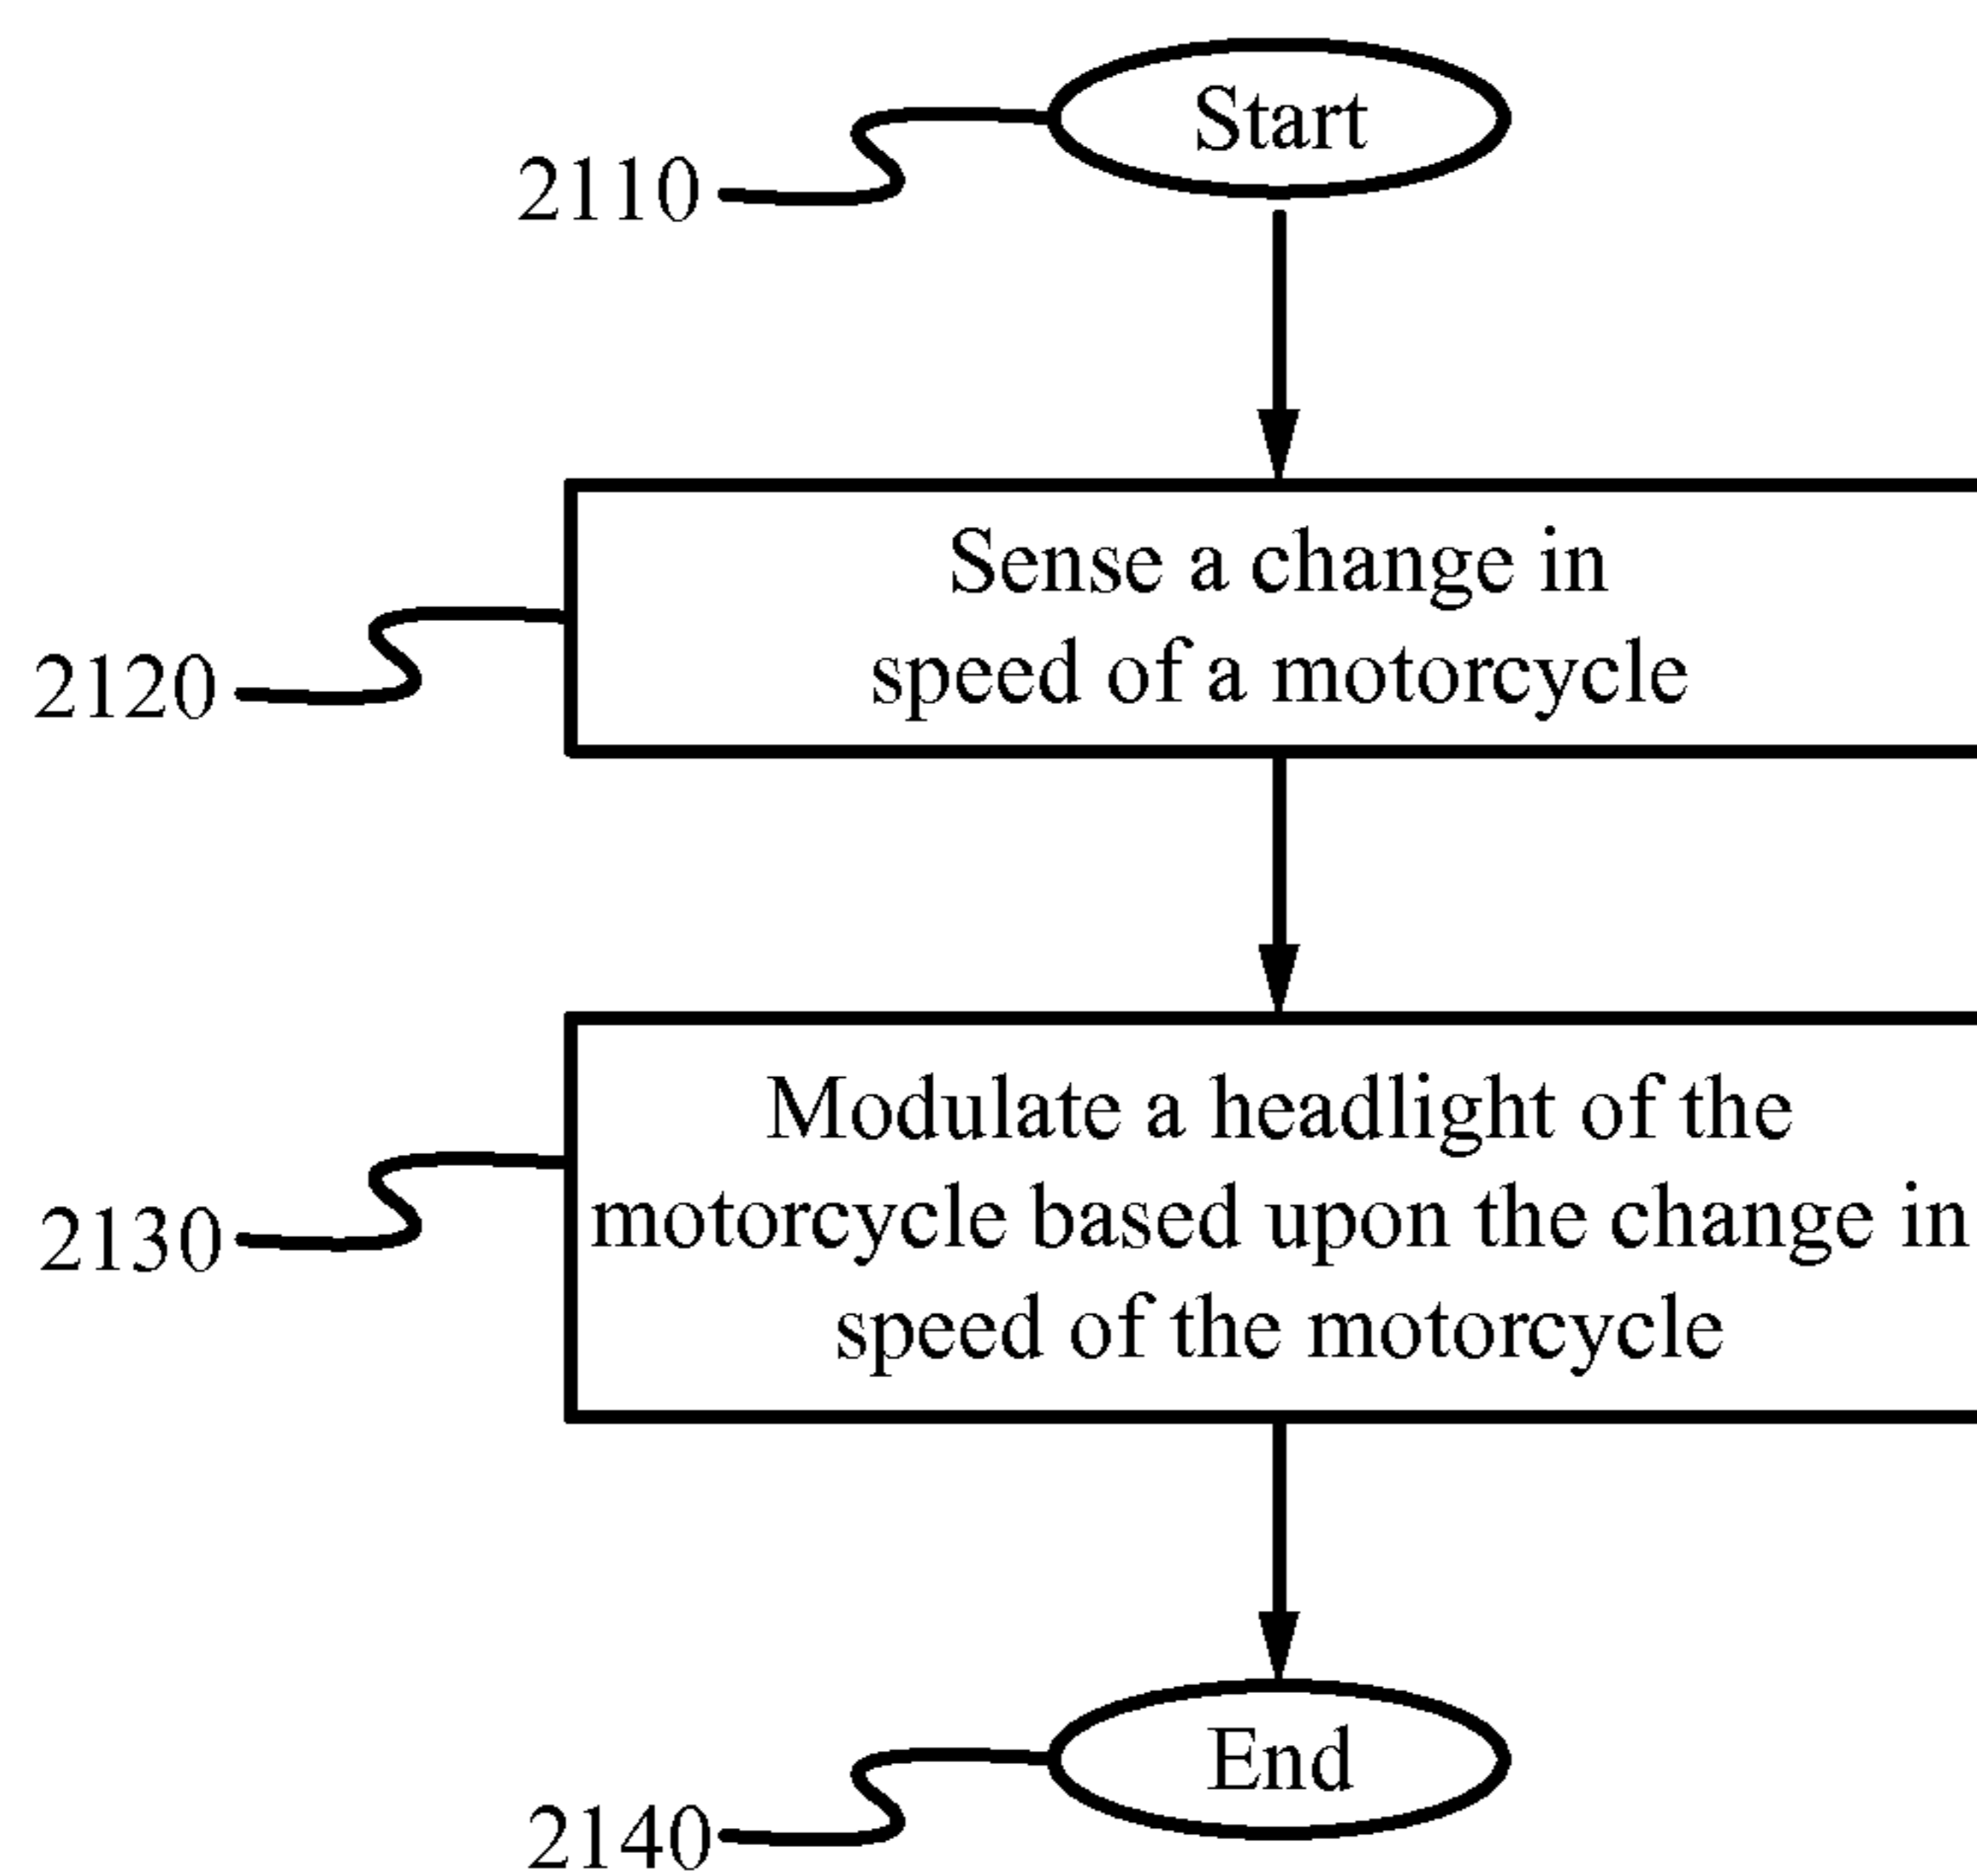 Start
2110
Sense a change in
speed of a motorcycle
2120
Modulate a headlight of the
motorcycle based upon the change in
speed of the motorcycle
2130
End
2140